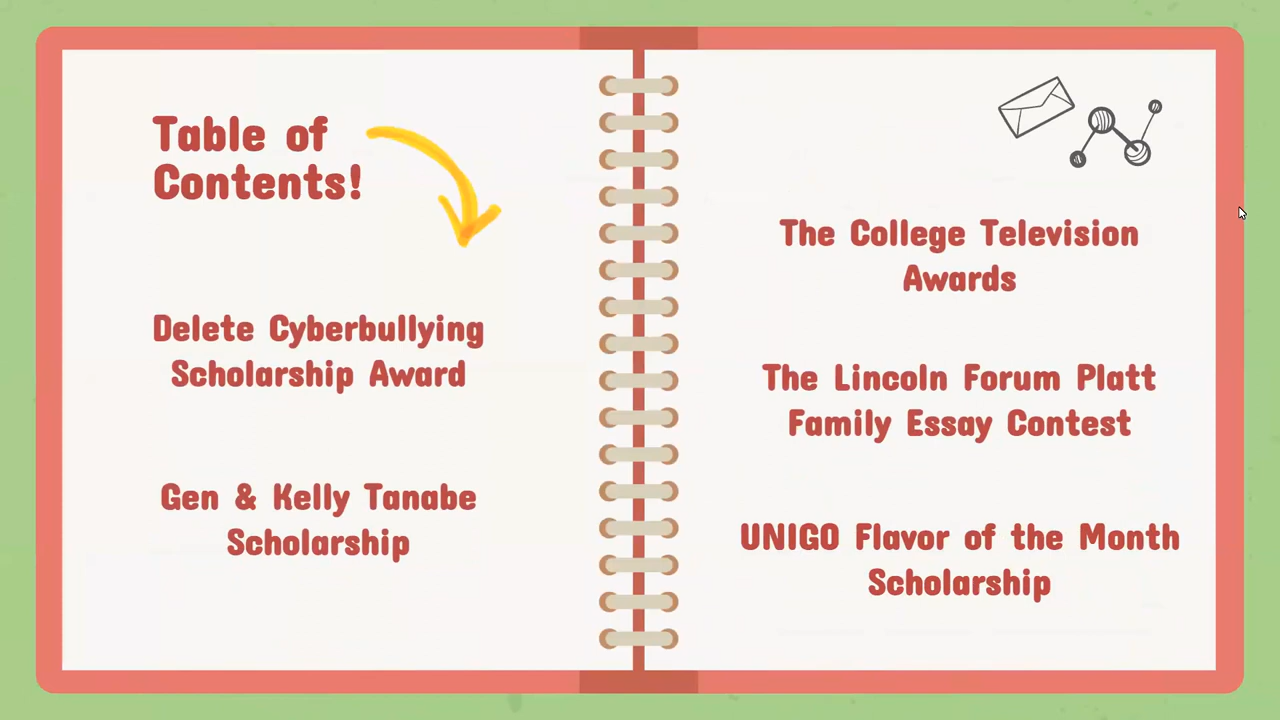 Table of
Contents!
Delete Cyberbullying
Scholarship Award
Gen & Kelly Tanabe
Scholarship
The College Television
Awards
The Lincoln Forum Platt
Family Essay Contest
UNIGO Flavor of the Month
Scholarship